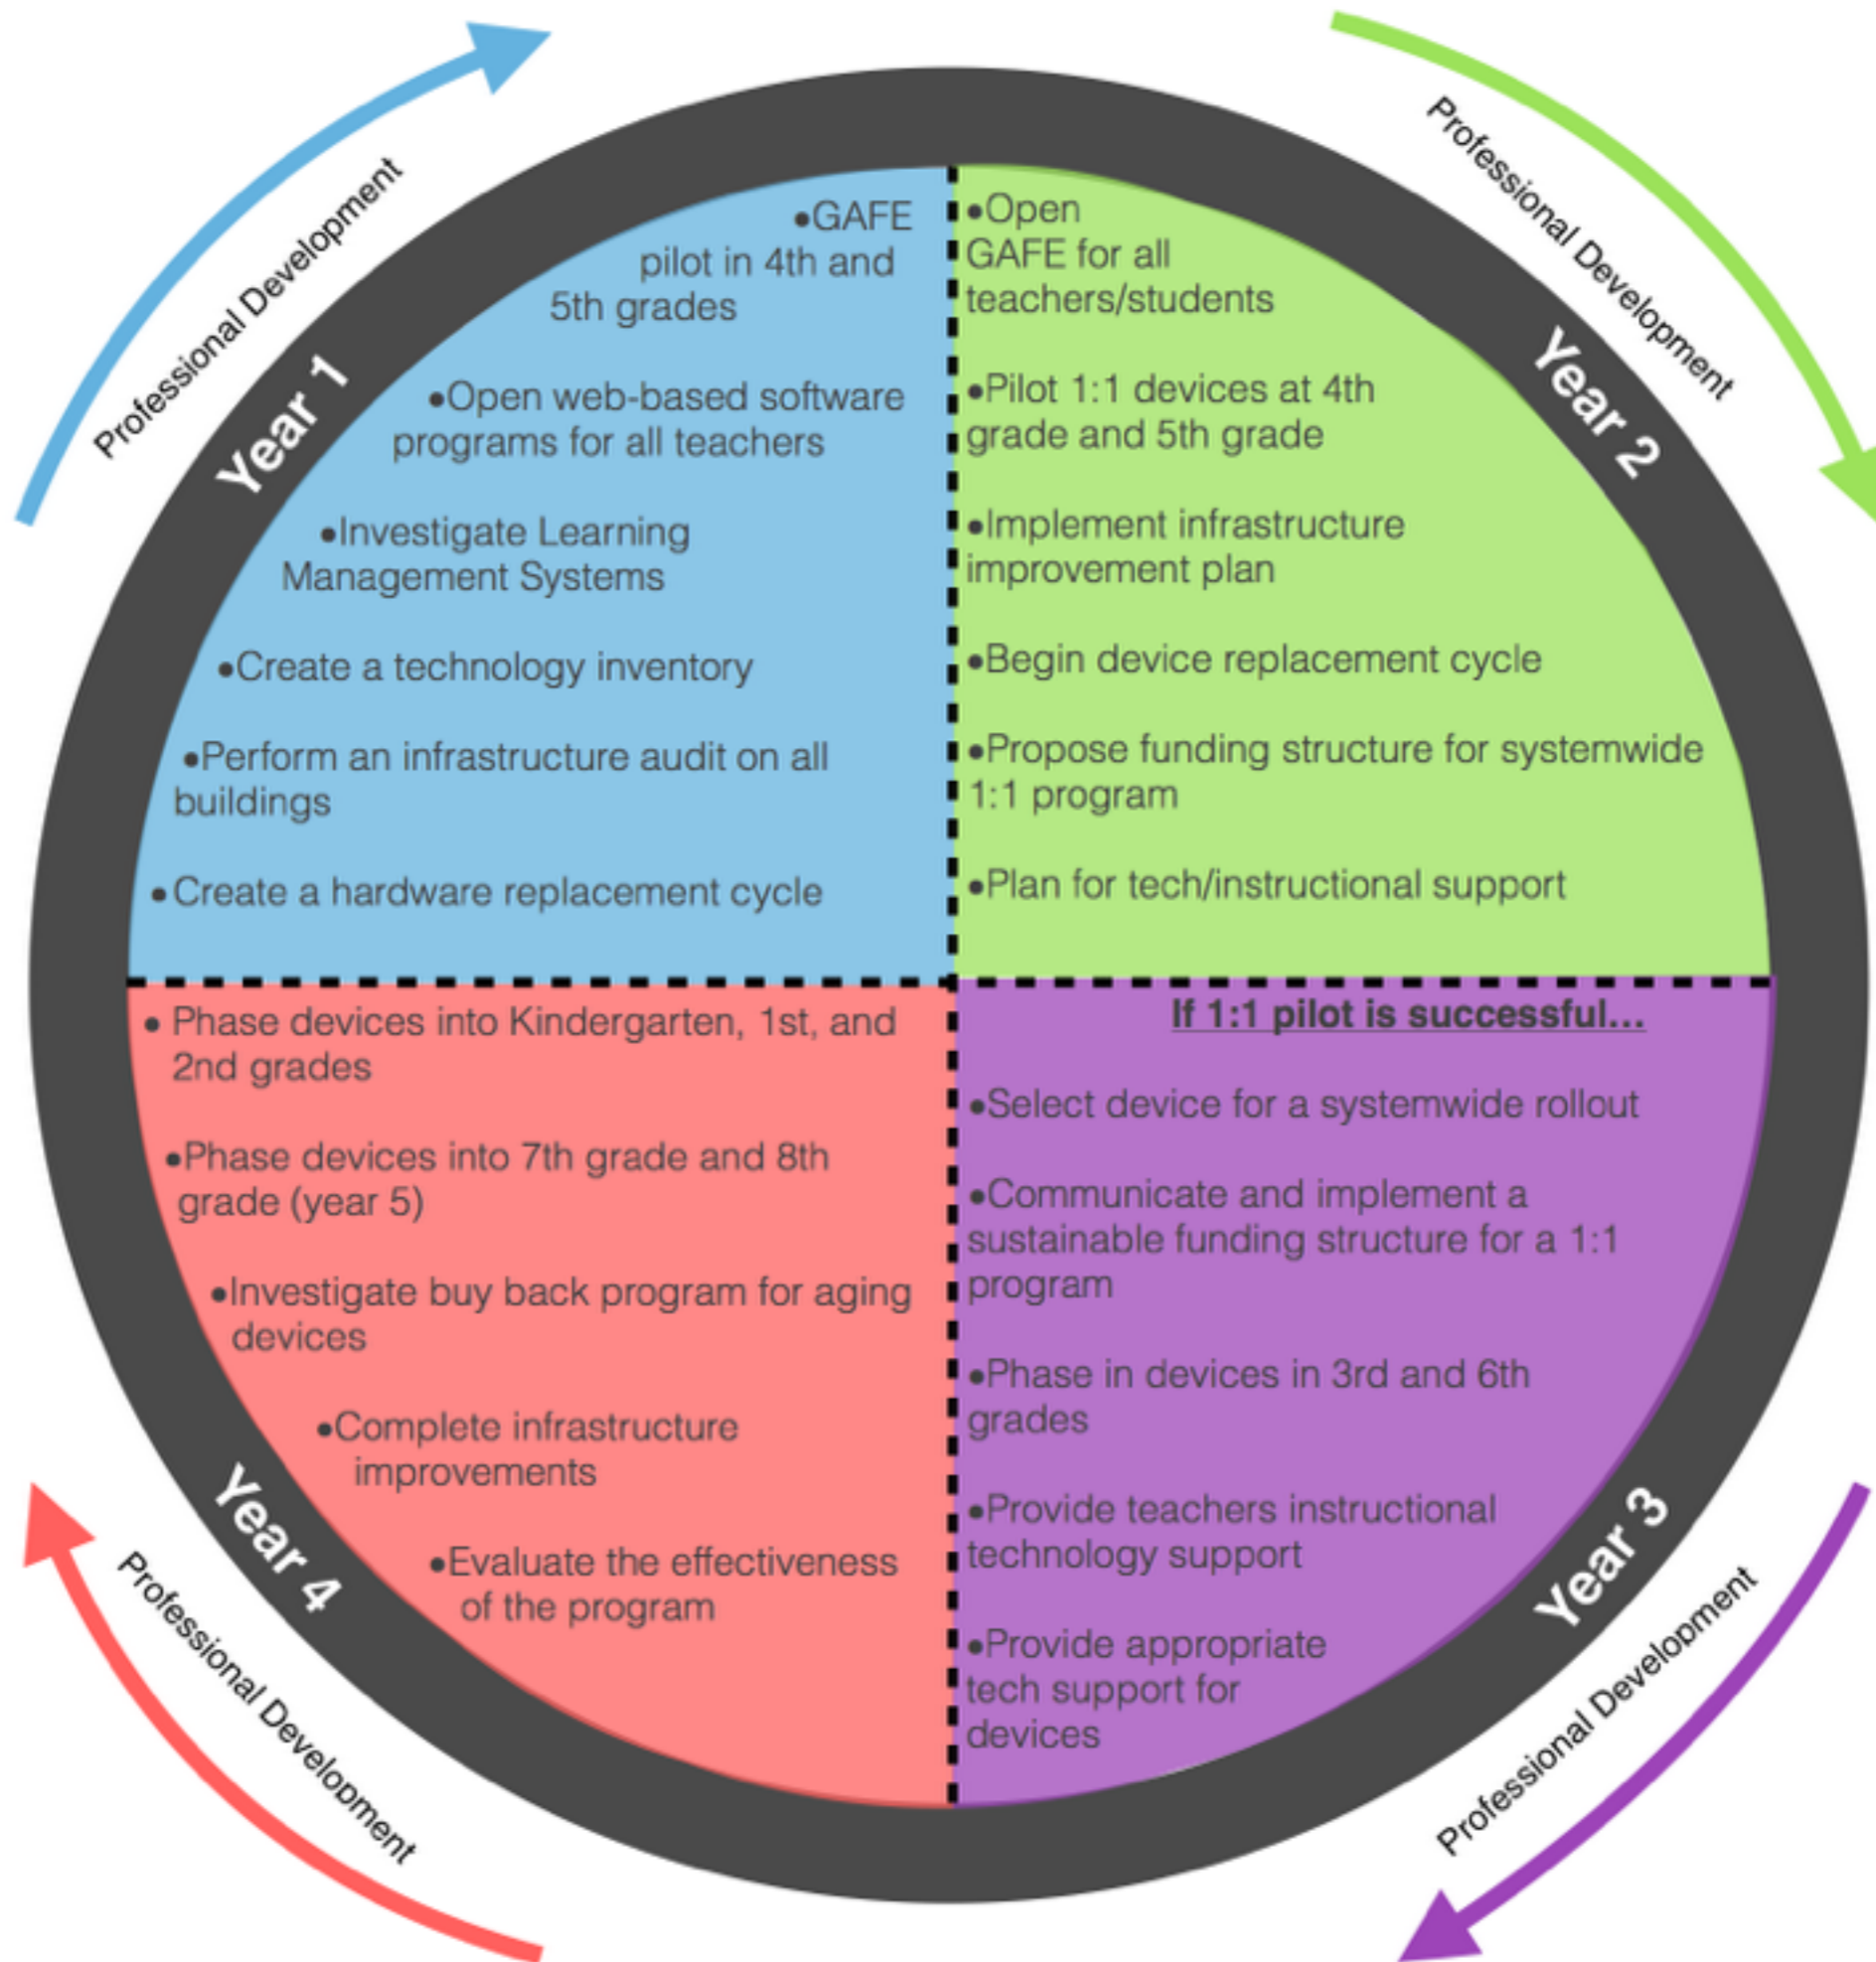 Professional Development
Year 1
●GAFE
pilot in 4th and
5th grades
●Open web-based software
programs for all teachers
●Investigate Learning
Management Systems
●Create a technology inventory
●Perform an infrastructure audit on all
buildings
● Create a hardware replacement cycle
Professional Development
Year 2
●Open
GAFE for all
teachers/students
●Pilot 1:1 devices at 4th
grade and 5th grade
●Implement infrastructure
improvement plan
●Begin device replacement cycle
●Propose funding structure for systemwide
1:1 program
●Plan for tech/instructional support
If 1:1 pilot is successful...
●Select device for a systemwide rollout
●Communicate and implement a
sustainable funding structure for a 1:1
program
●Phase in devices in 3rd and 6th
grades
●Provide teachers instructional
technology support
●Provide appropriate
tech support for
devices
Year 3
Professional Development
● Phase devices into Kindergarten, 1st, and
2nd grades
●Phase devices into 7th grade and 8th
grade (year 5)
●Investigate buy back program for aging
devices
●Complete infrastructure
improvements
●Evaluate the effectiveness
of the program
Year 4
Professional Development